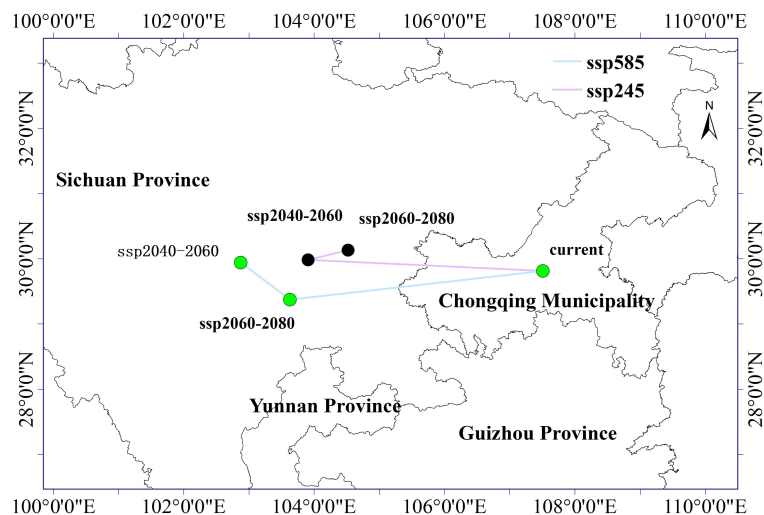 100°0'0"E 102°0'0"E 104°0'0"E 106°0'0"E 108°0'0"E 110°0'0"E
ssp585
ssp245
N
32°0'0"N 32°0'0"N
Sichuan Province
ssp2040-2060 ssp2060-2080
ssp2040-2060 current
30°0'0"N 30°0'0"N
Chongqing Municipality
ssp2060-2080
28°0'0"N 28°0'0"N
Yunnan Province
Guizhou Province
100°0'0"E 102°0'0"E 104°0'0"E 106°0'0"E 108°0'0"E 110°0'0"E